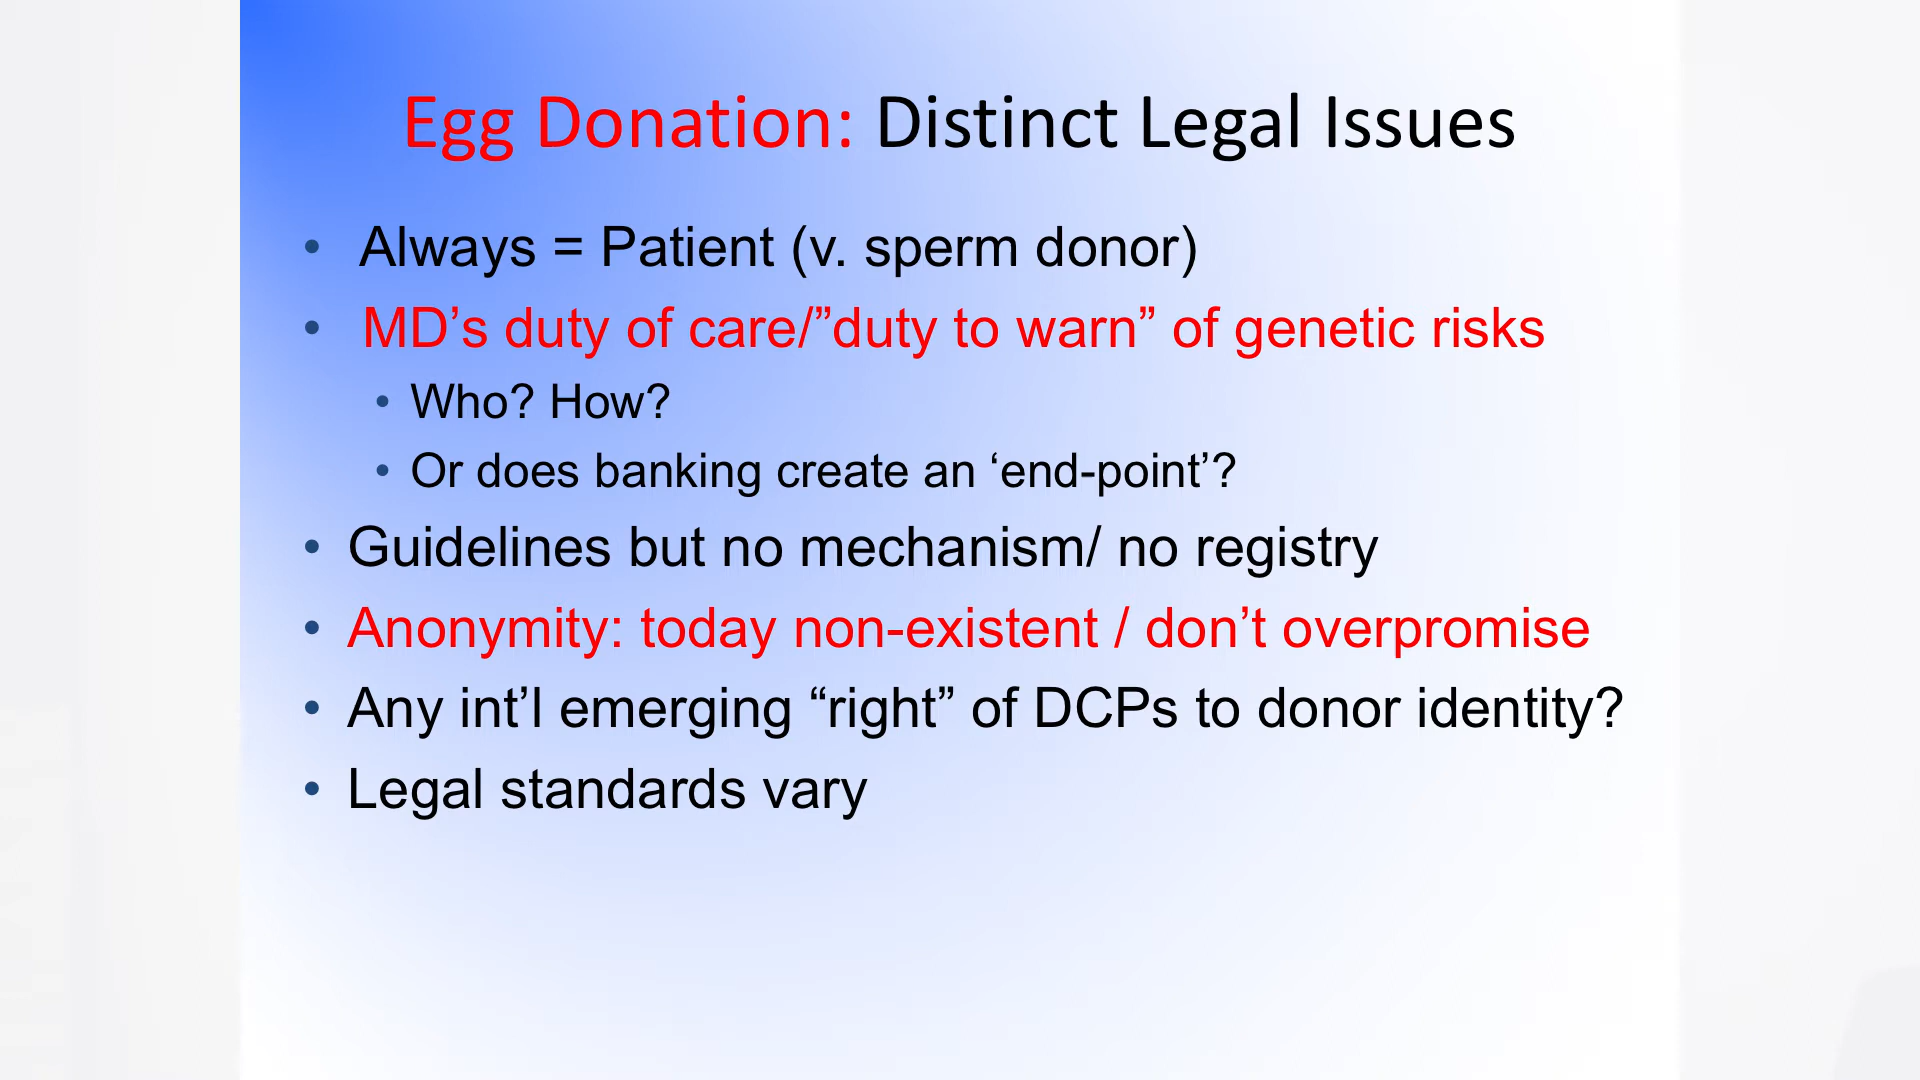 Egg Donation: Distinct Legal Issues
• Always = Patient (v. sperm donor)
• MD’s duty of care/”duty to warn” of genetic risks
• Who? How?
• Or does banking create an ‘end-point’?
• Guidelines but no mechanism/ no registry
• Anonymity: today non-existent / don’t overpromise
• Any int’l emerging “right” of DCPs to donor identity?
• Legal standards vary